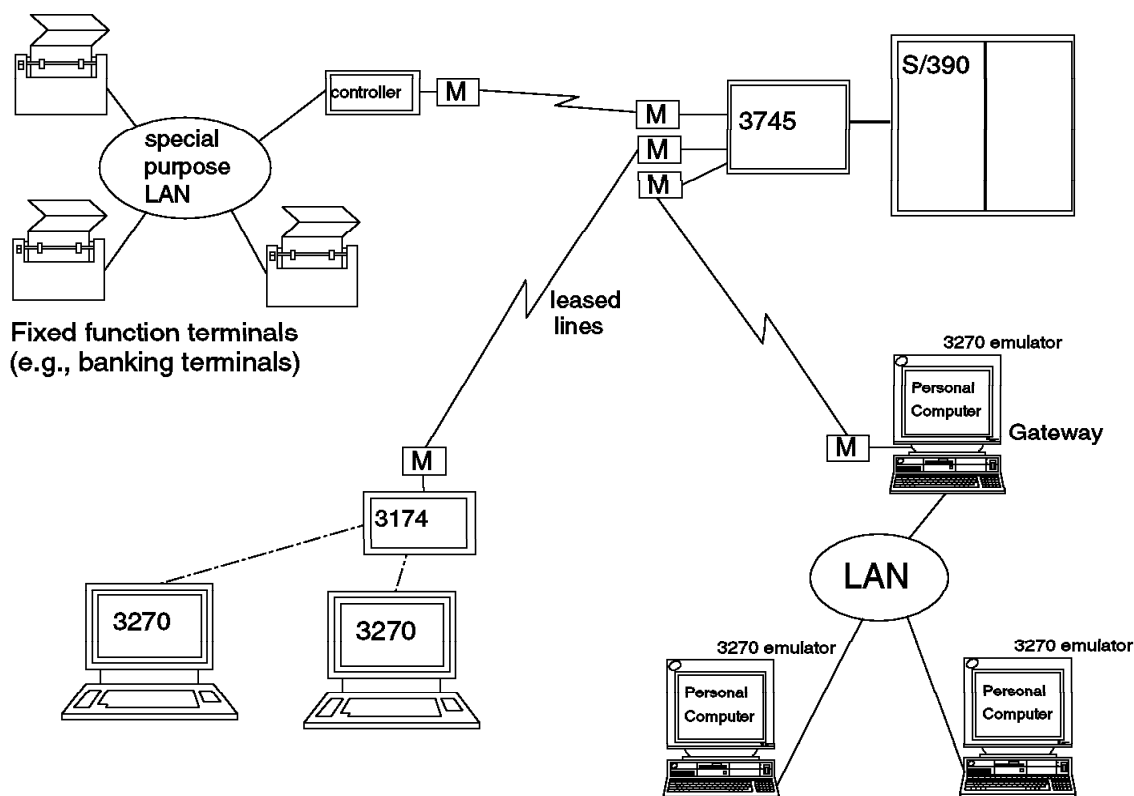 S/390
controller
M
M
3745
special
purpose
LAN
M
M
leased
lines
Fixed function terminals
(e.g., banking terminals)
3270 emulator
Personal
Computer
Gateway
M
M
3174
LAN
3270
3270
3270 emulator
3270 emulator
Personal
Computer
Personal
Computer